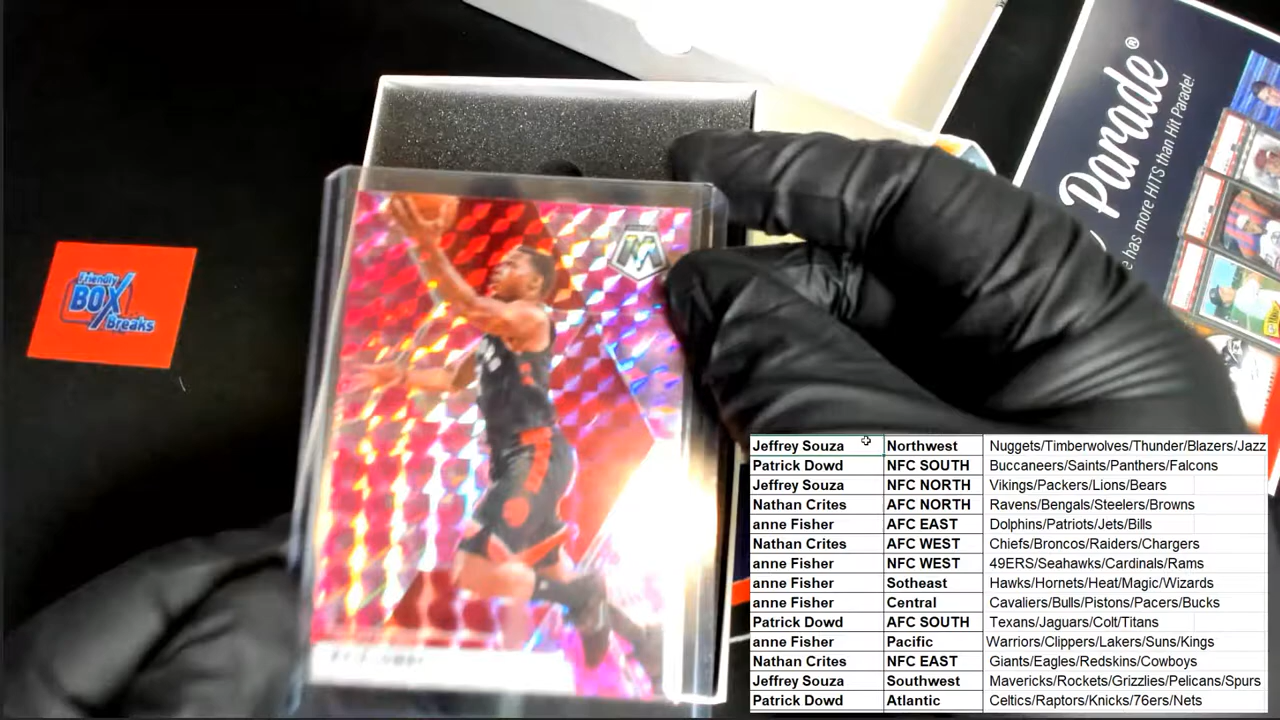 Parade®
e has more HITS than Hit Parade!
Friendly
BOX
Breaks
M
Jeffrey Souza Northwest Nuggets/Timberwolves/Thunder/Blazers/Jazz
Patrick Dowd NFC SOUTH Buccaneers/Saints/Panthers/Falcons
Jeffrey Souza NFC NORTH Vikings/Packers/Lions/Bears
Nathan Crites AFC NORTH Ravens/Bengals/Steelers/Browns
anne Fisher AFC EAST Dolphins/Patriots/Jets/Bills
Nathan Crites AFC WEST Chiefs/Broncos/Raiders/Chargers
anne Fisher NFC WEST 49ERS/Seahawks/Cardinals/Rams
anne Fisher Sotheast Hawks/Hornets/Heat/Magic/Wizards
anne Fisher Central Cavaliers/Bulls/Pistons/Pacers/Bucks
Patrick Dowd AFC SOUTH Texans/Jaguars/Colt/Titans
anne Fisher Pacific Warriors/Clippers/Lakers/Suns/Kings
Nathan Crites NFC EAST Giants/Eagles/Redskins/Cowboys
Jeffrey Souza Southwest Mavericks/Rockets/Grizzlies/Pelicans/Spurs
Patrick Dowd Atlantic Celtics/Raptors/Knicks/76ers/Nets